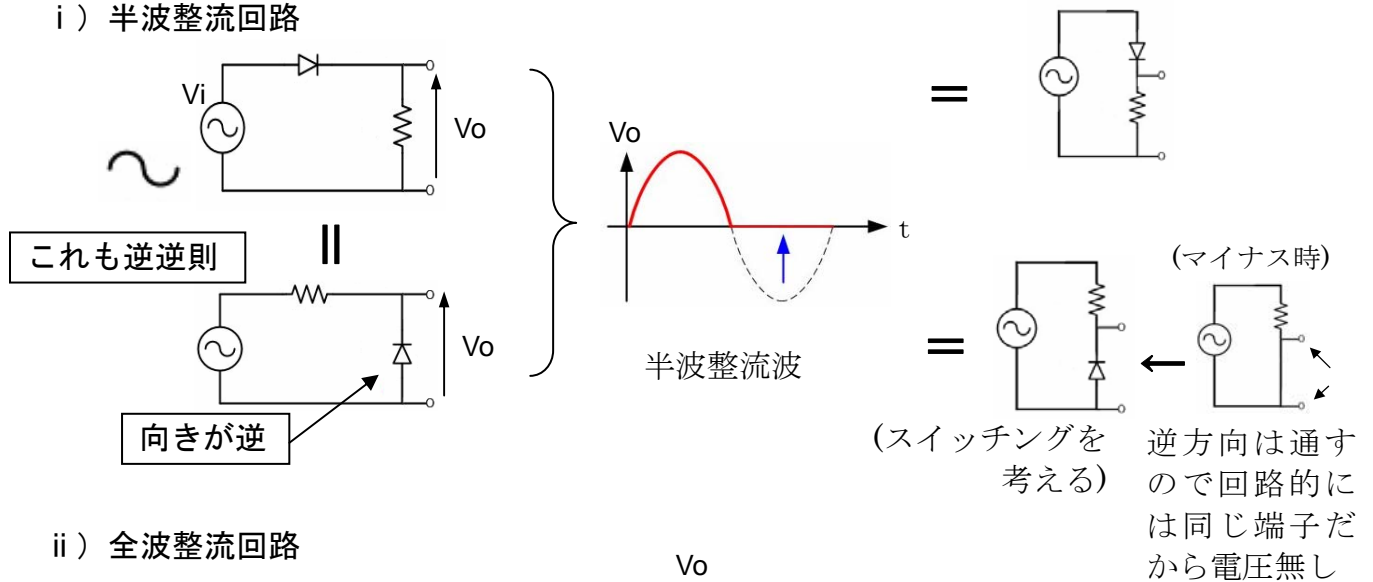 ⅰ）半波整流回路
Vi
Vo
これも逆逆則
Vo
向きが逆
Vo
t
半波整流波
(マイナス時)
(スイッチングを
考える)
逆方向は通す
ので回路的に
は同じ端子だ
から電圧無し
ⅱ）全波整流回路
Vo